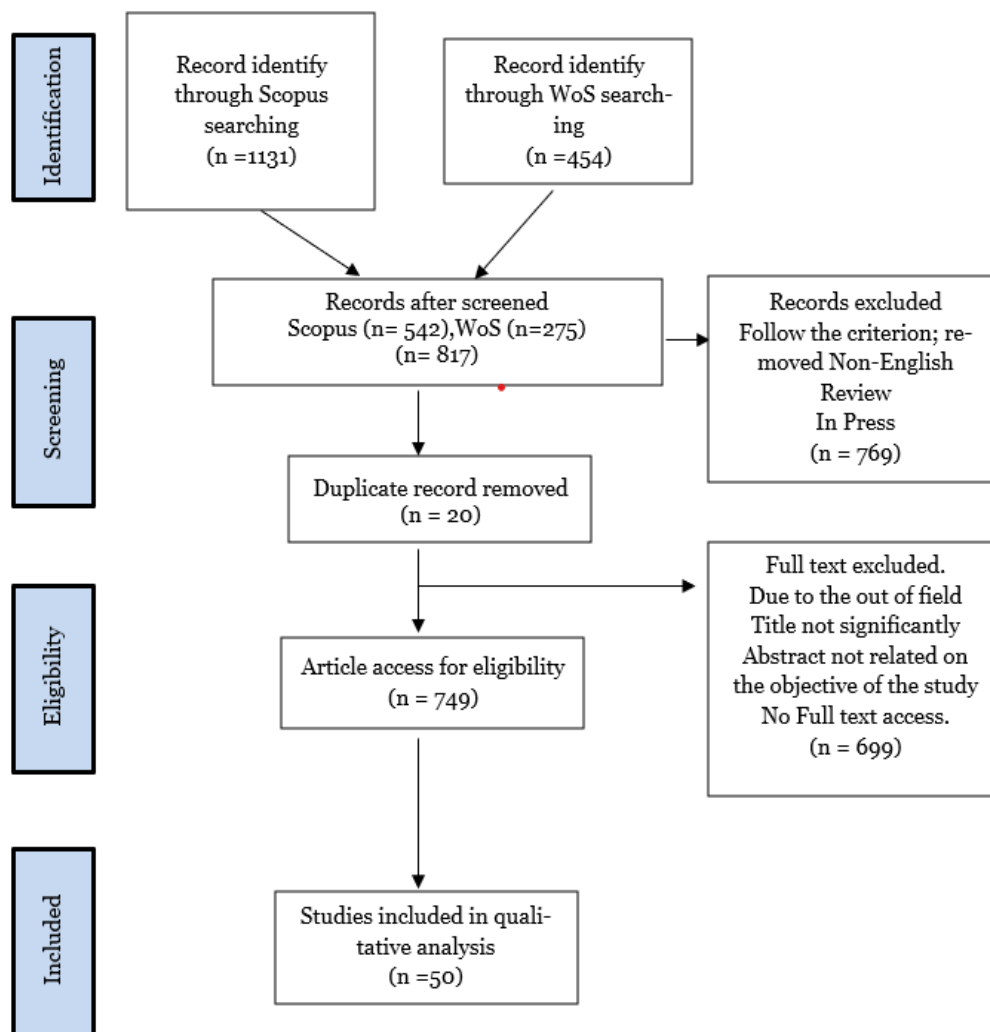 Identification
Record identify
through Scopus
searching
(n =1131)
Record identify
through WoS search-
ing
(n =454)
Screening
Records after screened
Scopus (n= 542),WoS (n=275)
(n= 817)
Records excluded
Follow the criterion; re-
moved Non-English
Review
In Press
(n = 769)
Duplicate record removed
(n = 20)
Eligibility
Full text excluded.
Due to the out of field
Title not significantly
Abstract not related on
the objective of the study
No Full text access.
(n = 699)
Article access for eligibility
(n = 749)
Included
Studies included in quali-
tative analysis
(n =50)